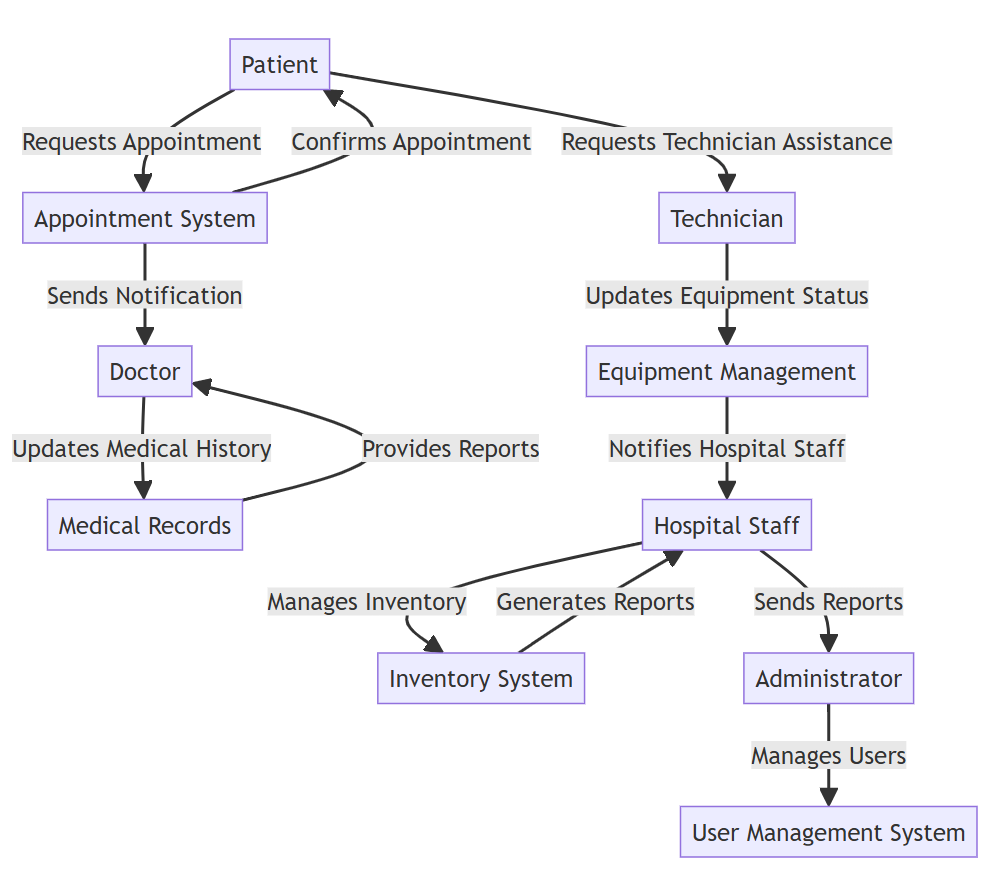 Patient
Requests Appointment
Confirms Appointment
Requests Technician Assistance
Appointment System
Technician
Sends Notification
Updates Equipment Status
Doctor
Equipment Management
Updates Medical History
Provides Reports
Notifies Hospital Staff
Medical Records
Hospital Staff
Manages Inventory
Generates Reports
Sends Reports
Inventory System
Administrator
Manages Users
User Management System